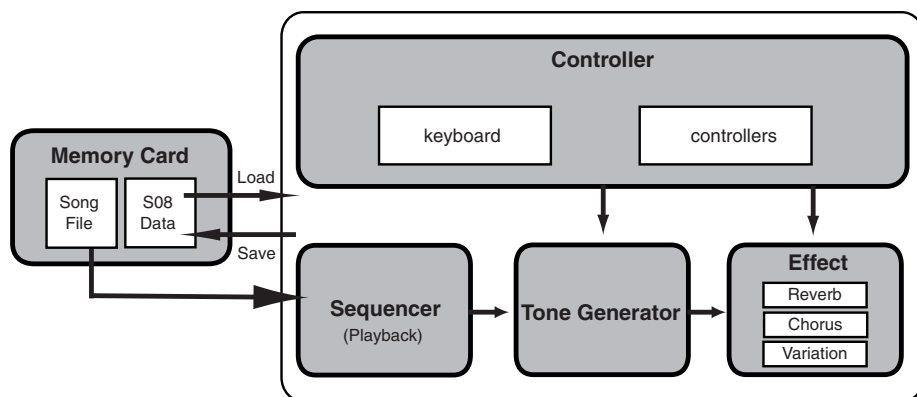 Controller
keyboard
controllers
Memory Card
Song
File
S08
Data
Load
Save
Sequencer
(Playback)
Tone Generator
Effect
Reverb
Chorus
Variation